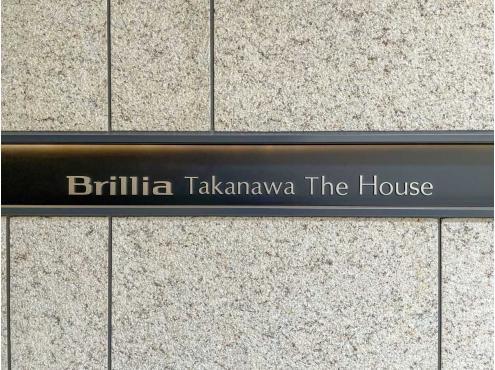 Brillia Takanawa The House